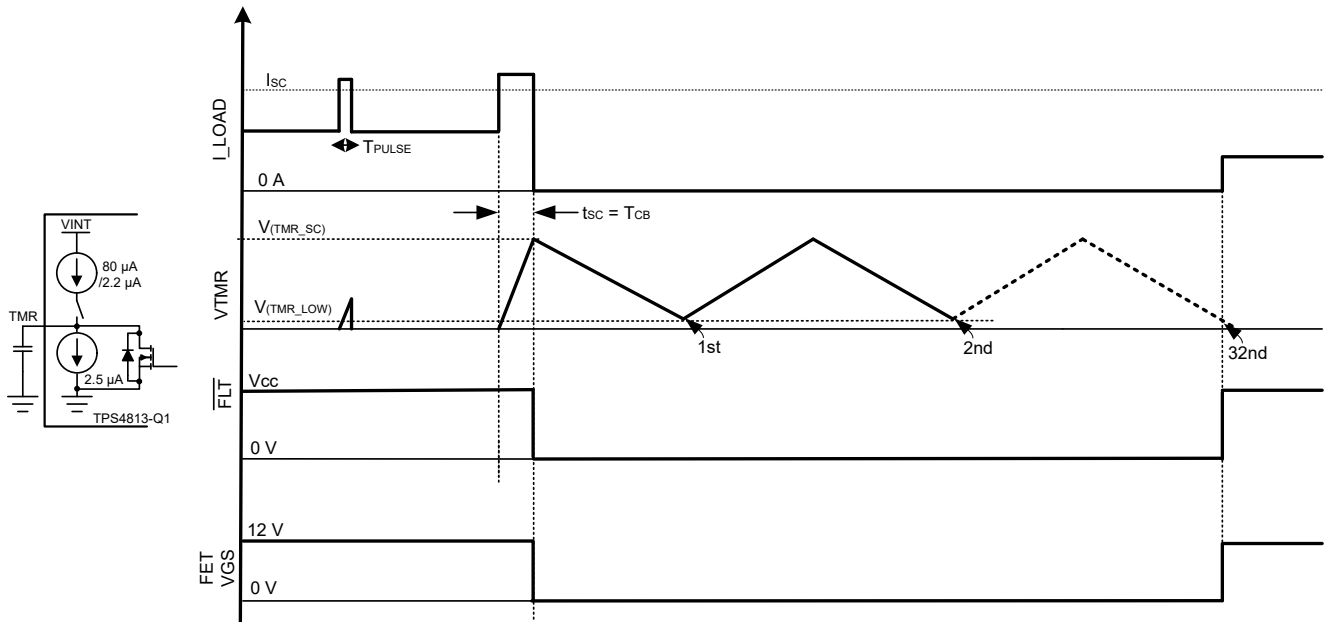 VINT
80 µA
/2.2 µA
TMR
2.5 µA
TPS4813-Q1
I_LOAD
ISC
TPULSE
0 A
tSC = TCB
VTMR
V(TMR_SC)
V(TMR_LOW)
1st
2nd
32nd
FLT
Vcc
0 V
FET
VGS
12 V
0 V